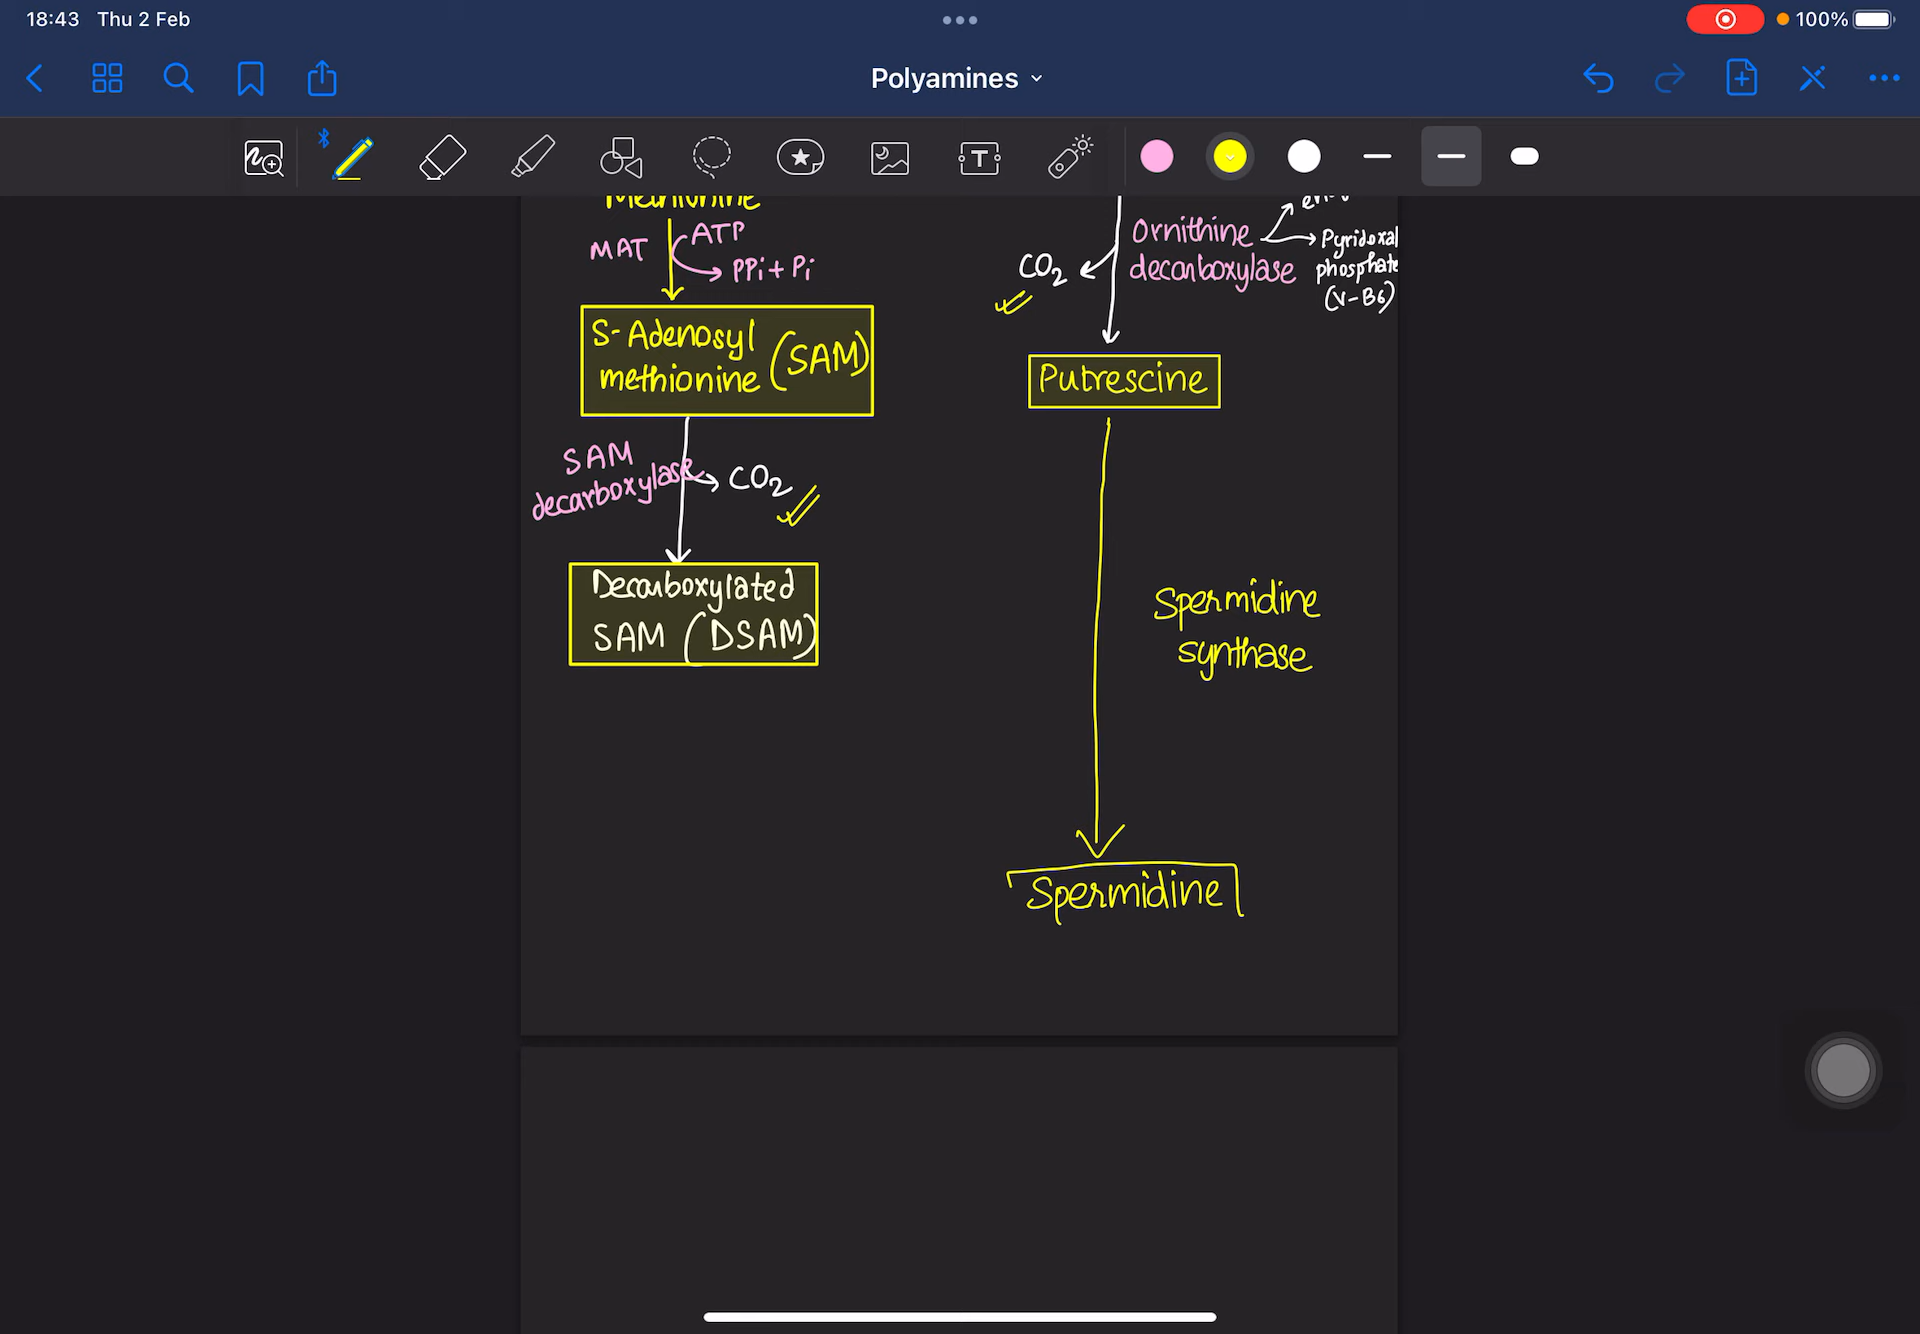 18:43 Thu 2 Feb
100%
Polyamines
T
Methionine
MAT
ATP
PPi + Pi
S-Adenosyl
methionine (SAM)
SAM
decarboxylase
CO2
Decarboxylated
SAM (DSAM)
Ornithine
decarboxylase
Pyridoxal
phosphate
(V-B6)
CO2
Putrescine
Spermidine
synthase
Spermidine